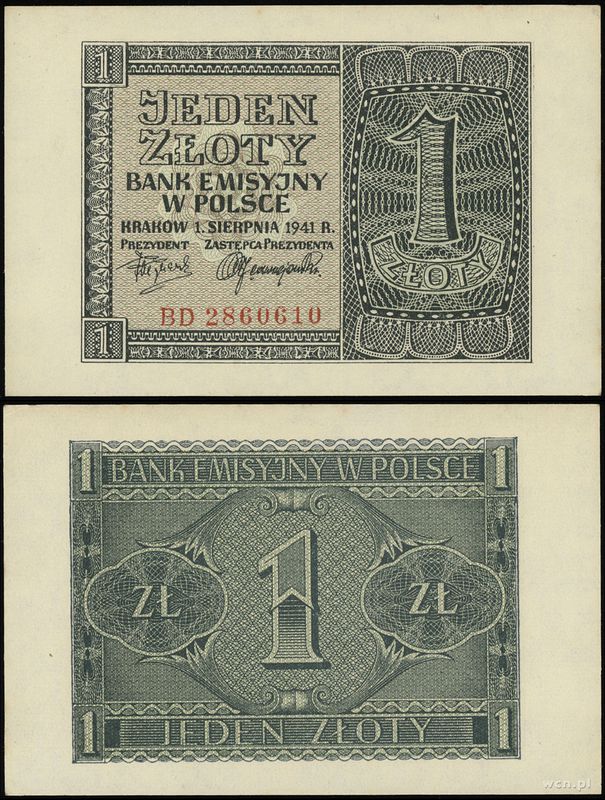 1
JEDEN
ZŁOTY
BANK EMISYJNY
W POLSCE
KRAKÓW 1. SIERPNIA 1941 R.
PREZYDENT ZASTĘPCA PREZYDENTA
BD 2860610
1
1
ZŁOTY
1 BANK EMISYJNY W POLSCE 1
ZŁ 1 ZŁ
1 JEDEN ZŁOTY 1
wcn.pl